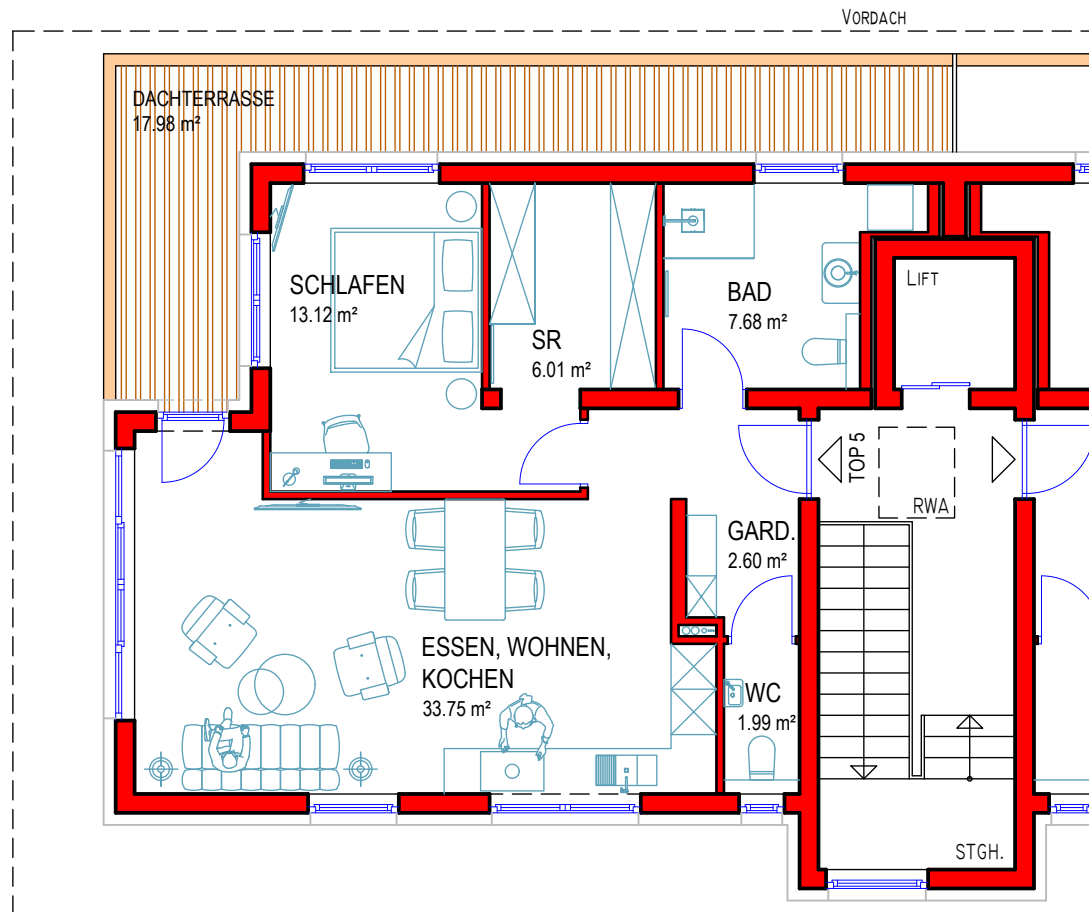 VORDACH
DACHTERRASSE
17.98 m²
SCHLAFEN
13.12 m²
SR
6.01 m²
BAD
7.68 m²
LIFT
TOP 5
RWA
GARD.
2.60 m²
ESSEN, WOHNEN,
KOCHEN
33.75 m²
WC
1.99 m²
STGH.